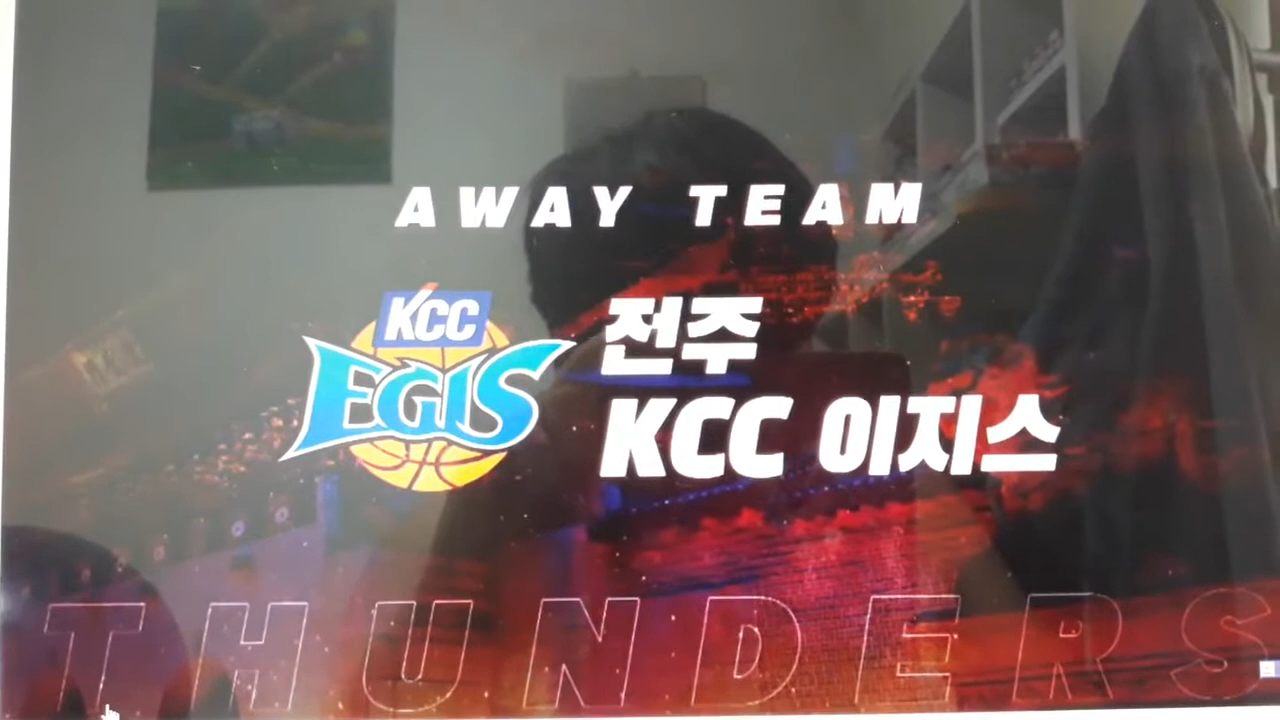 AWAY TEAM
KCC
EGIS
전주
KCC 이지스
THUNDERS